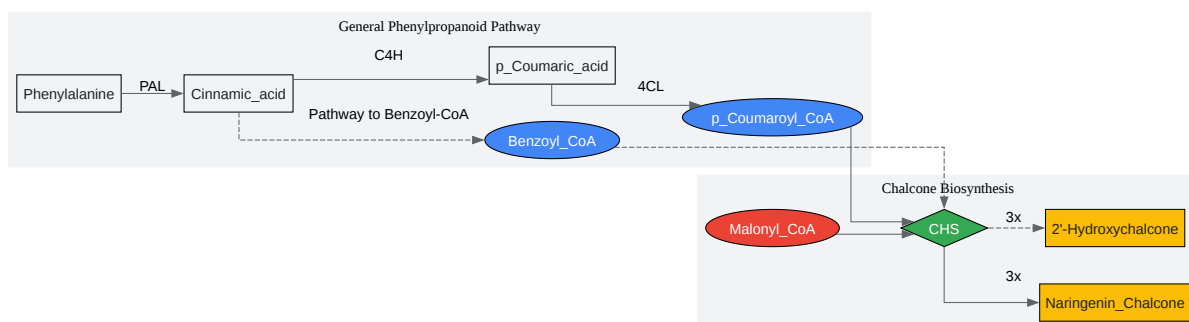 General Phenylpropanoid Pathway
C4H
p_Coumaric_acid
Phenylalanine
PAL
Cinnamic_acid
4CL
Pathway to Benzoyl-CoA
p_Coumaroyl_CoA
Benzoyl_CoA
Chalcone Biosynthesis
Malonyl_CoA
CHS
3x
2'-Hydroxychalcone
3x
Naringenin_Chalcone